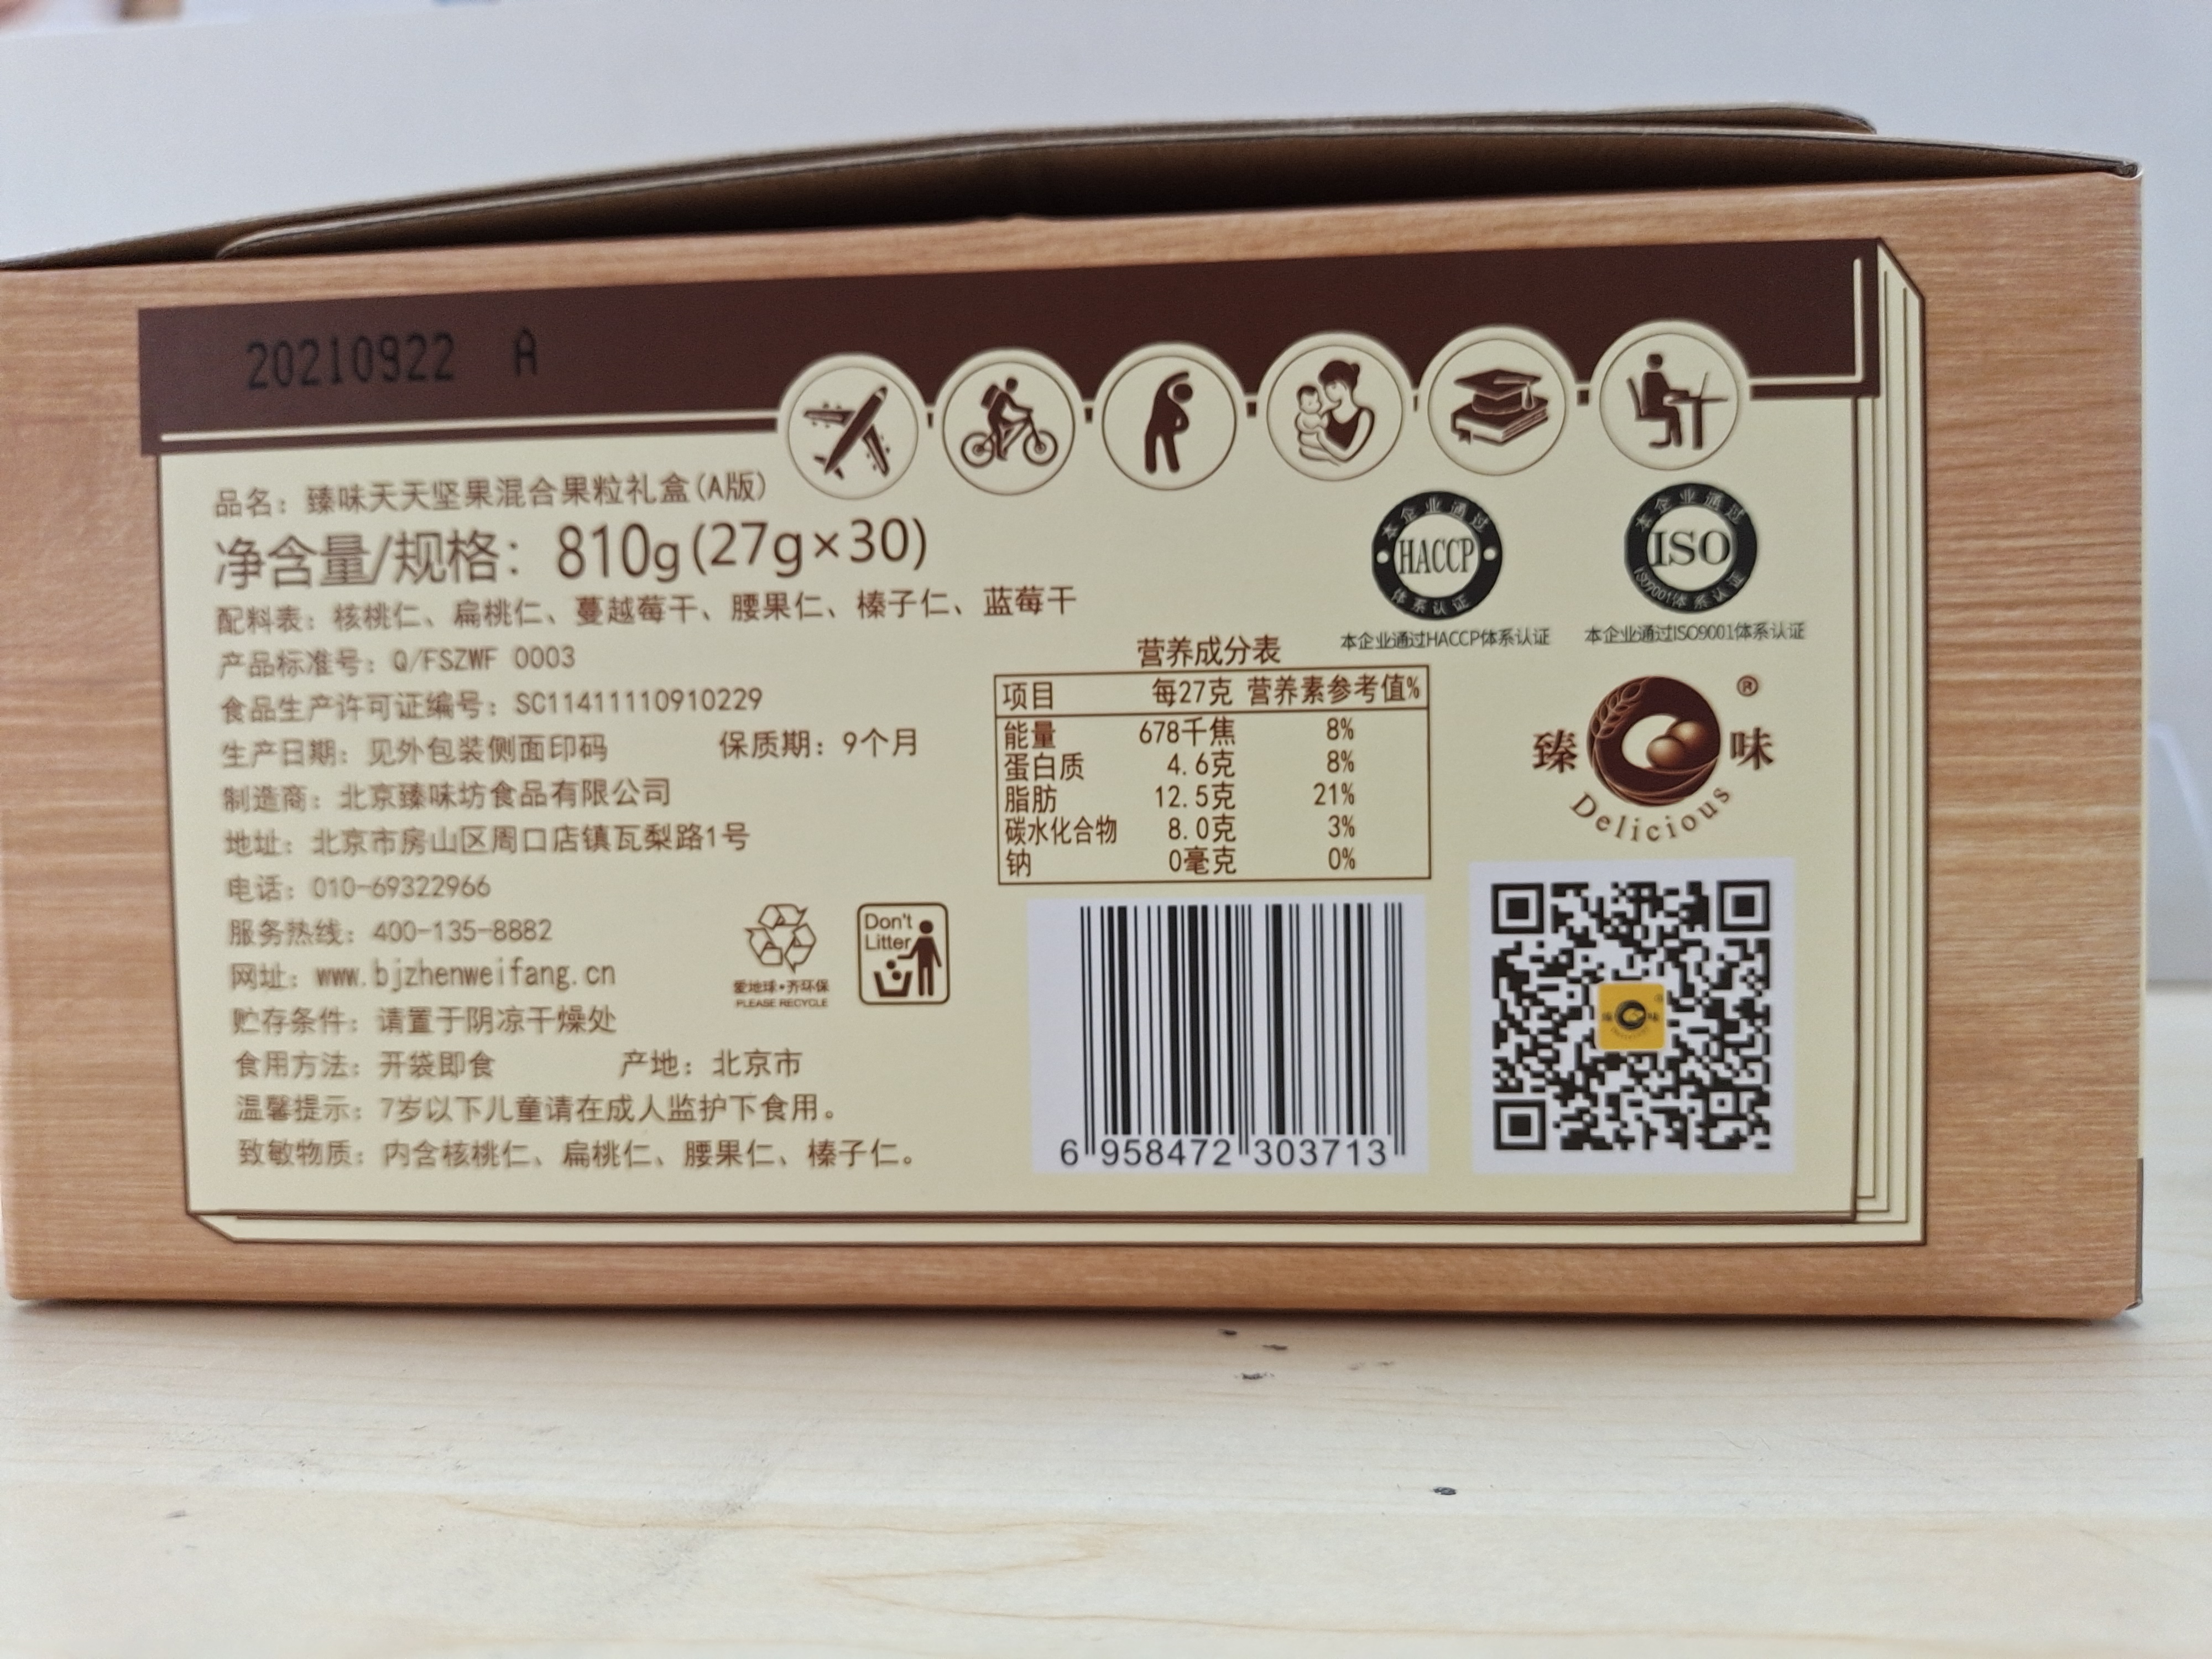 20210922 A
品名：臻味天天坚果混合果粒礼盒(A版)
净含量/规格：810g(27g×30)
配料表：核桃仁、扁桃仁、蔓越莓干、腰果仁、榛子仁、蓝莓干
产品标准号：Q/FSZWF 0003
食品生产许可证编号：SC11411110910229
生产日期：见外包装侧面印码 保质期：9个月
制造商：北京臻味坊食品有限公司
地址：北京市房山区周口店镇瓦梨路1号
电话：010-69322966
服务热线：400-135-8882
网址：www.bjzhenweifang.cn
贮存条件：请置于阴凉干燥处
食用方法：开袋即食 产地：北京市
温馨提示：7岁以下儿童请在成人监护下食用。
致敏物质：内含核桃仁、扁桃仁、腰果仁、榛子仁。
爱地球·齐环保
PLEASE RECYCLE
Don't
Litter
营养成分表
项目 每27克 营养素参考值%
能量 678千焦 8%
蛋白质 4.6克 8%
脂肪 12.5克 21%
碳水化合物 8.0克 3%
钠 0毫克 0%
6 958472 303713
本企业通过
HACCP
体系认证
本企业通过HACCP体系认证
本企业通过
ISO
ISO9001体系认证
本企业通过ISO9001体系认证
臻味®
Delicious